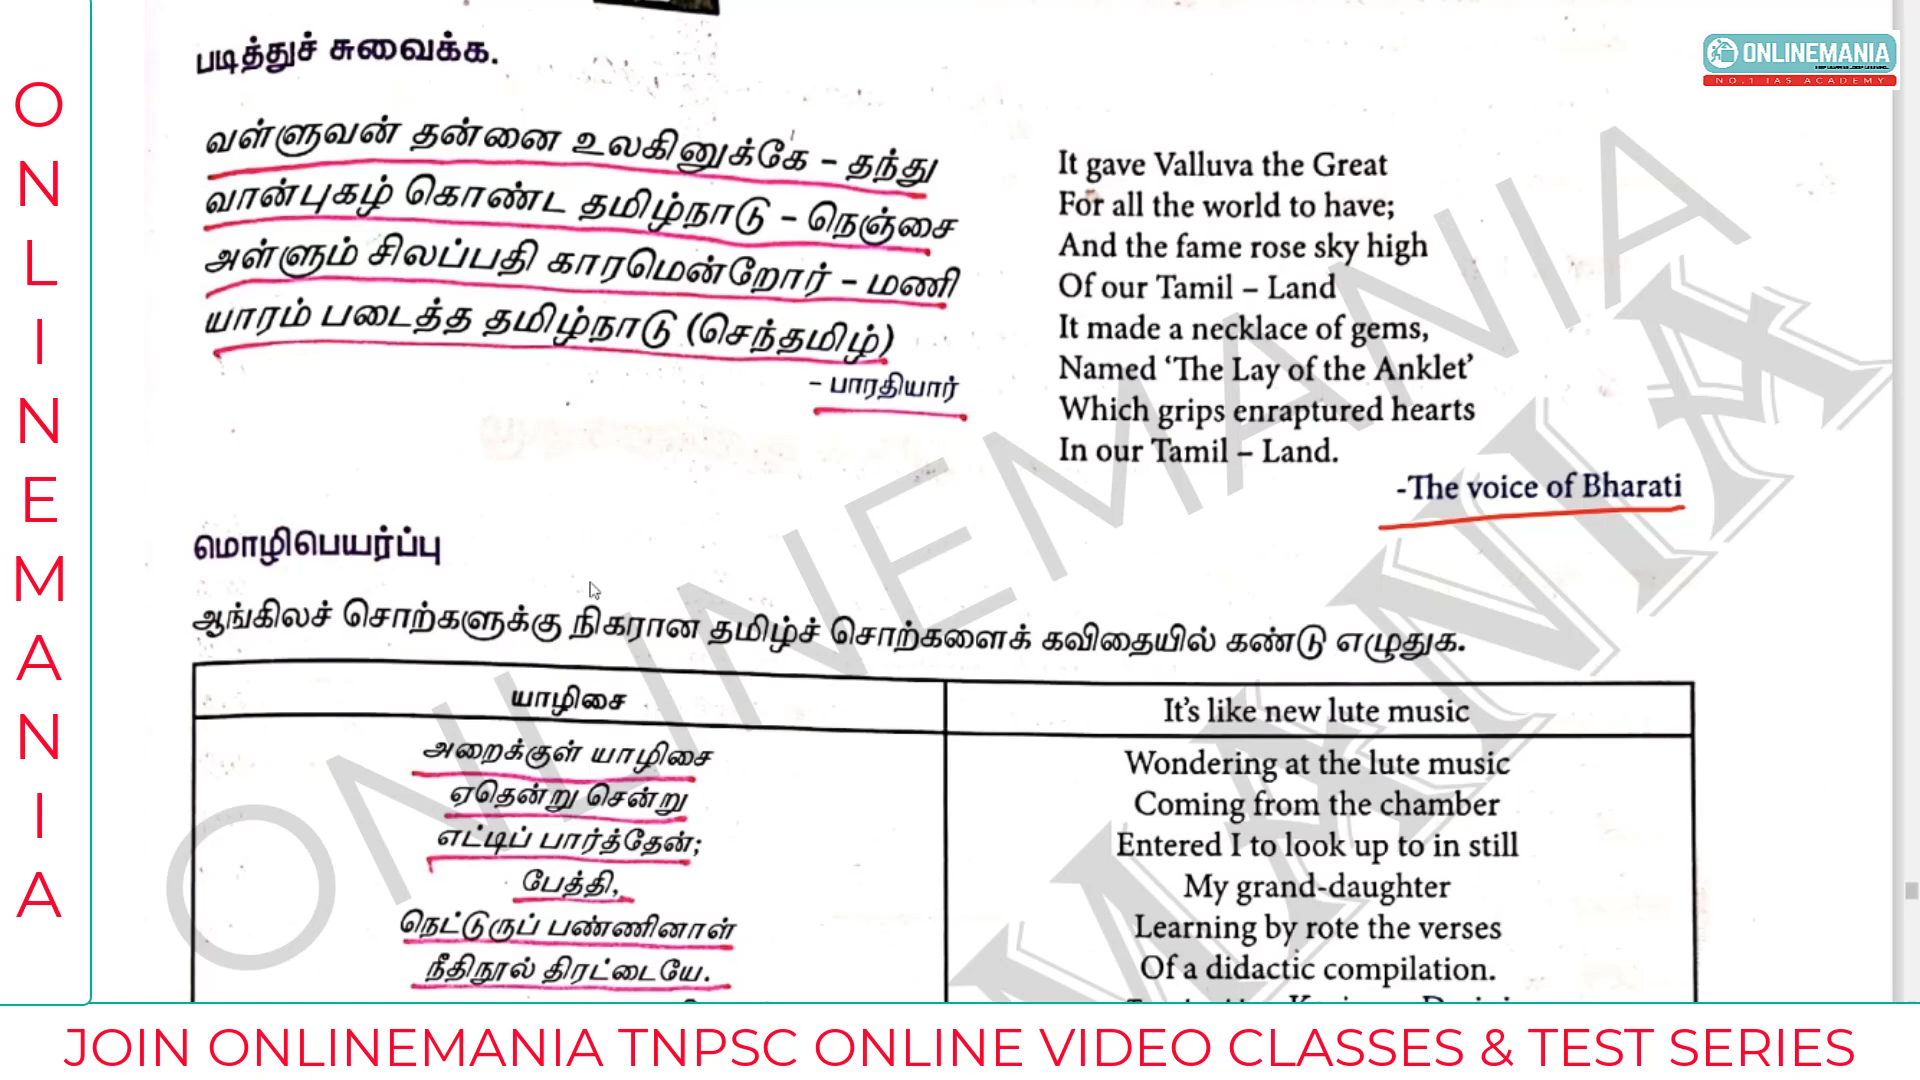 ONLINEMANIA
ONLINEMANIA
NO.1 IAS ACADEMY
படித்துச் சுவைக்க.
வள்ளுவன் தன்னை உலகினுக்கே – தந்து
வான்புகழ் கொண்ட தமிழ்நாடு – நெஞ்சை
அள்ளும் சிலப்பதி காரமென்றோர் – மணி
யாரம் படைத்த தமிழ்நாடு (செந்தமிழ்)
– பாரதியார்
It gave Valluva the Great
For all the world to have;
And the fame rose sky high
Of our Tamil – Land
It made a necklace of gems,
Named ‘The Lay of the Anklet’
Which grips enraptured hearts
In our Tamil – Land.
-The voice of Bharati
மொழிபெயர்ப்பு
ஆங்கிலச் சொற்களுக்கு நிகரான தமிழ்ச் சொற்களைக் கவிதையில் கண்டு எழுதுக.
யாழிசை
அறைக்குள் யாழிசை
ஏதென்று சென்று
எட்டிப் பார்த்தேன்;
பேத்தி,
நெட்டுருப் பண்ணினாள்
நீதிநூல் திரட்டையே.
It’s like new lute music
Wondering at the lute music
Coming from the chamber
Entered I to look up to in still
My grand-daughter
Learning by rote the verses
Of a didactic compilation.
ONLINEMANIA
JOIN ONLINEMANIA TNPSC ONLINE VIDEO CLASSES & TEST SERIES